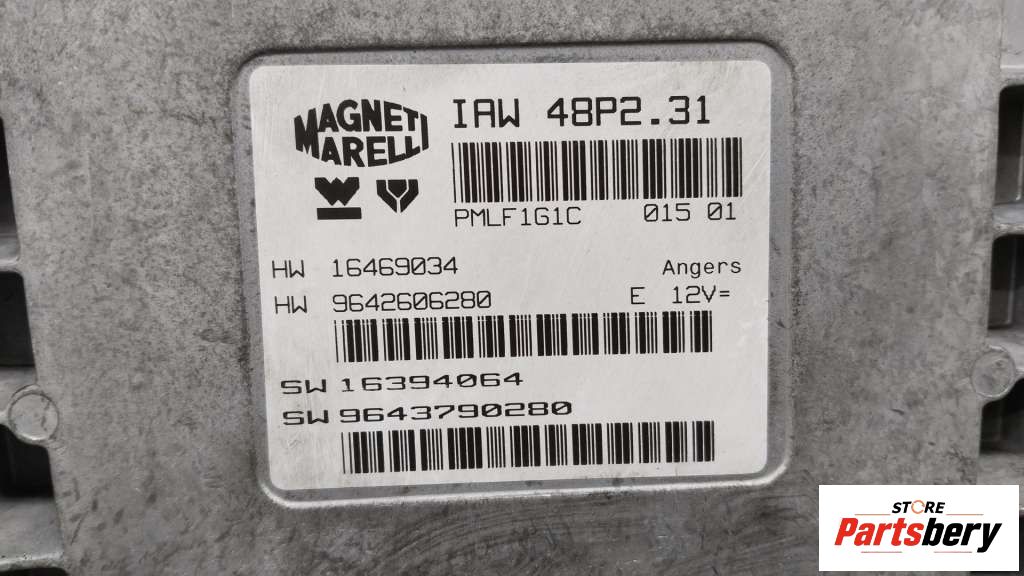 MAGNETI
MARELLI
IAW 48P2.31
PMLF1G1C 015 01
HW 16469034 Angers
HW 9642606280 E 12V=
SW 16394064
SW 9643790280
STORE
Partsbery